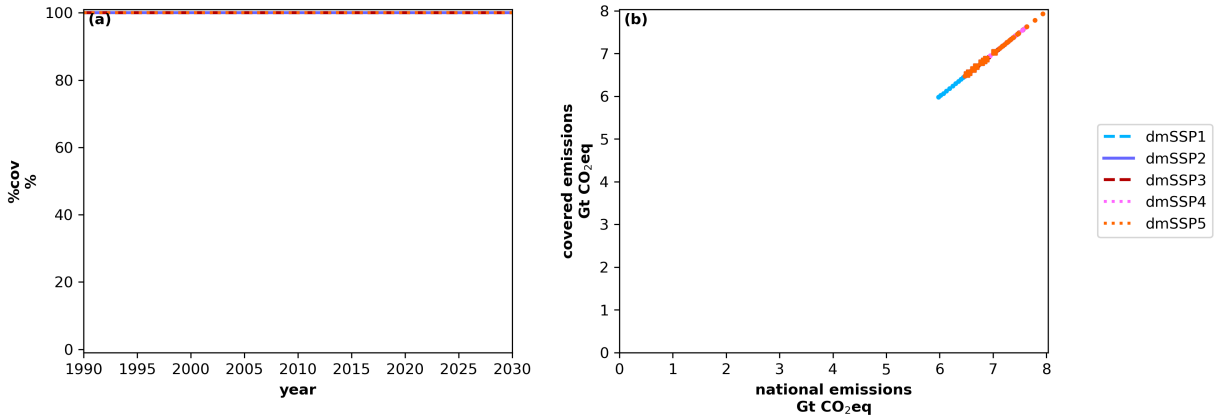 (a)
100
80
60
40
20
0
%cov
%
1990 1995 2000 2005 2010 2015 2020 2025 2030
year
(b)
8
7
6
5
4
3
2
1
0
covered emissions
Gt CO₂eq
0 1 2 3 4 5 6 7 8
national emissions
Gt CO₂eq
dmSSP1
dmSSP2
dmSSP3
dmSSP4
dmSSP5